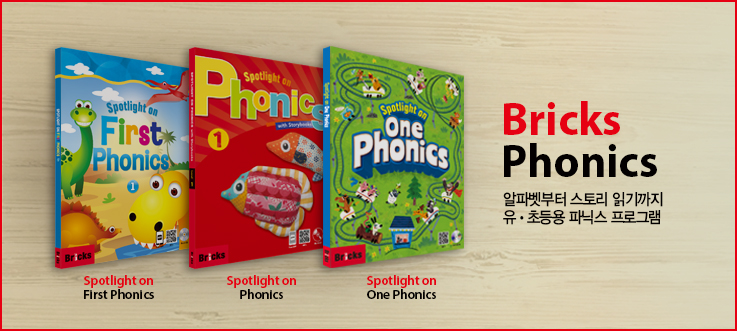 Spotlight on
First
Phonics
1
Bricks
Spotlight on
Phonics
with Storybooks
1
Bricks
Spotlight on
One
Phonics
Bricks
Spotlight on
First Phonics
Spotlight on
Phonics
Spotlight on
One Phonics
Bricks
Phonics
알파벳부터 스토리 읽기까지
유・초등용 파닉스 프로그램